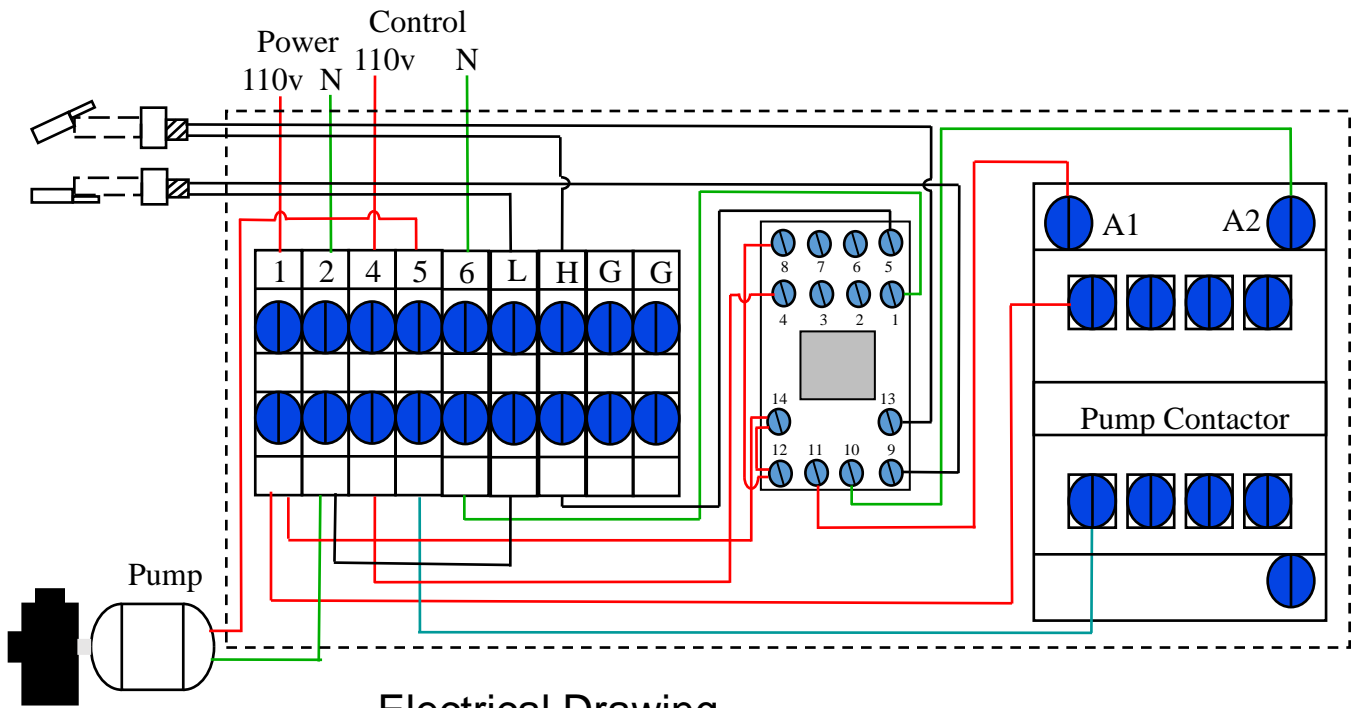 Control
Power
110v
N
110v N
1 2 4 5 6 L H G G
8 7 6 5
4 3 2 1
14 13
12 11 10 9
A1 A2
Pump Contactor
Pump
Electrical Drawing